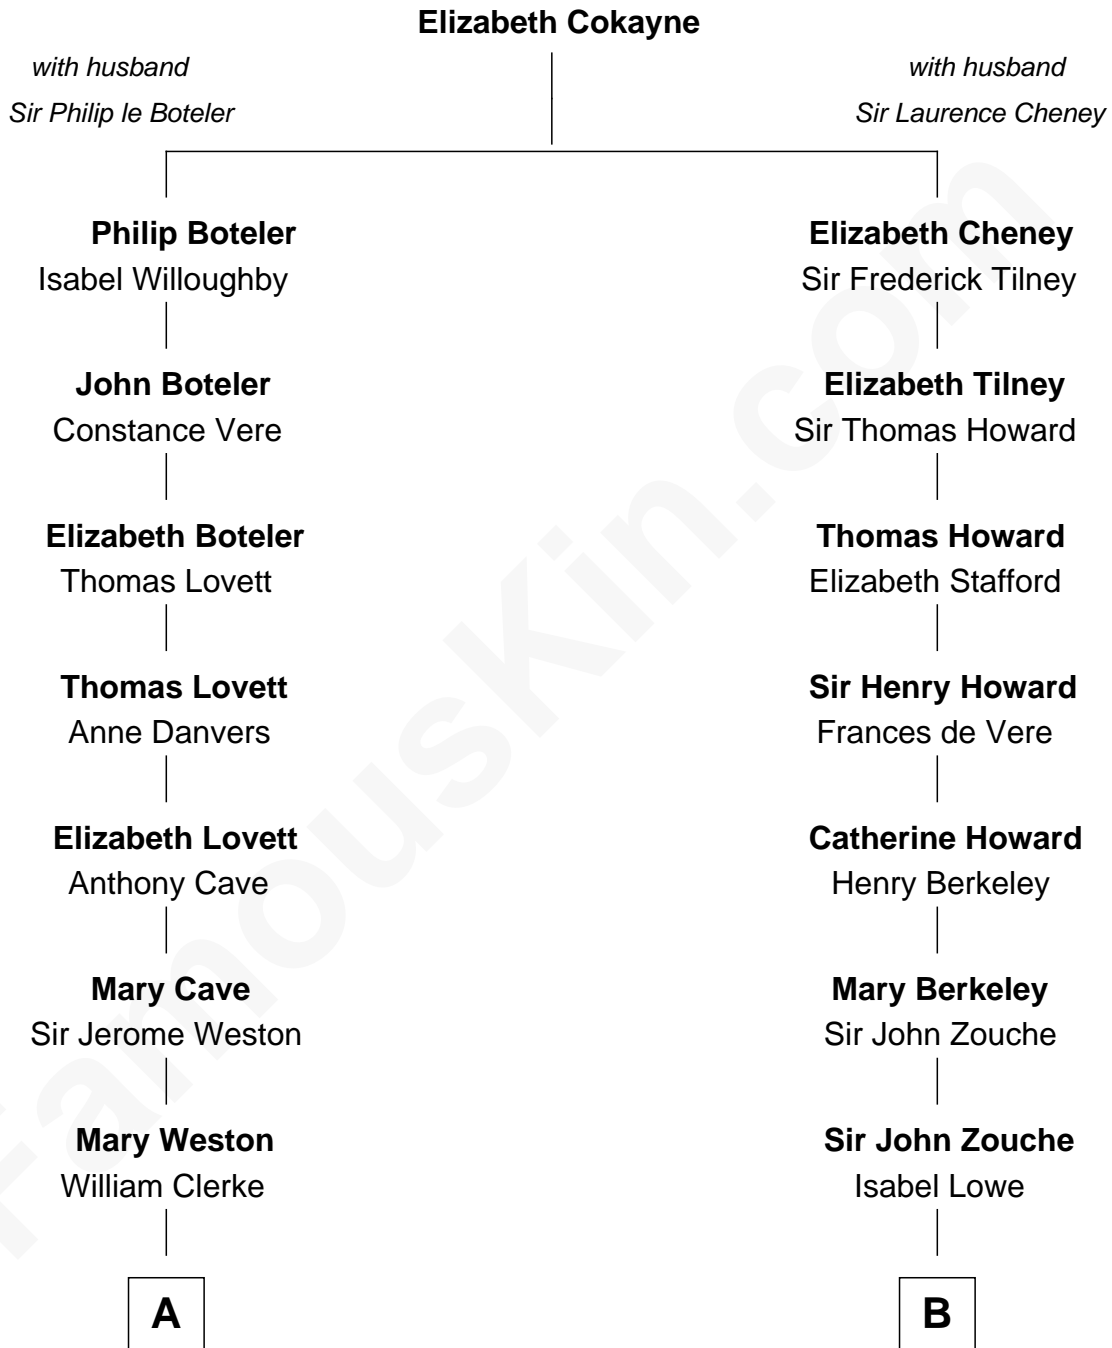 Elizabeth Cokayne
with husband
Sir Philip le Boteler
with husband
Sir Laurence Cheney
Philip Boteler
Isabel Willoughby
Elizabeth Cheney
Sir Frederick Tilney
John Boteler
Constance Vere
Elizabeth Tilney
Sir Thomas Howard
Elizabeth Boteler
Thomas Lovett
Thomas Howard
Elizabeth Stafford
Thomas Lovett
Anne Danvers
Sir Henry Howard
Frances de Vere
Elizabeth Lovett
Anthony Cave
Catherine Howard
Henry Berkeley
Mary Cave
Sir Jerome Weston
Mary Berkeley
Sir John Zouche
Mary Weston
William Clerke
Sir John Zouche
Isabel Lowe
A
B
FamousKin.com